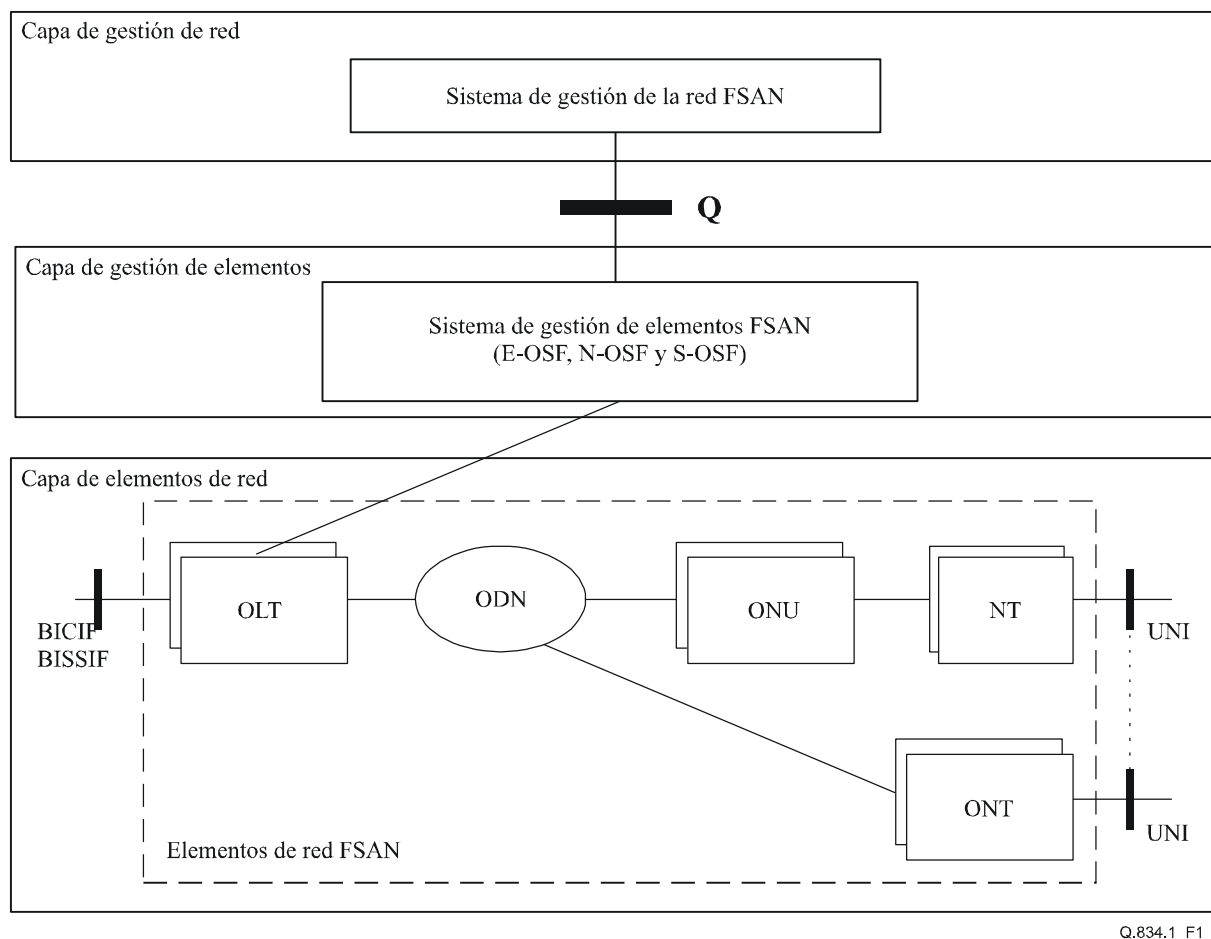 Capa de gestión de red
Sistema de gestión de la red FSAN
Q
Capa de gestión de elementos
Sistema de gestión de elementos FSAN
(E-OSF, N-OSF y S-OSF)
Capa de elementos de red
OLT
ODN
ONU
NT
BICIF
BISSIF
UNI
ONT
UNI
Elementos de red FSAN
Q.834.1_F1